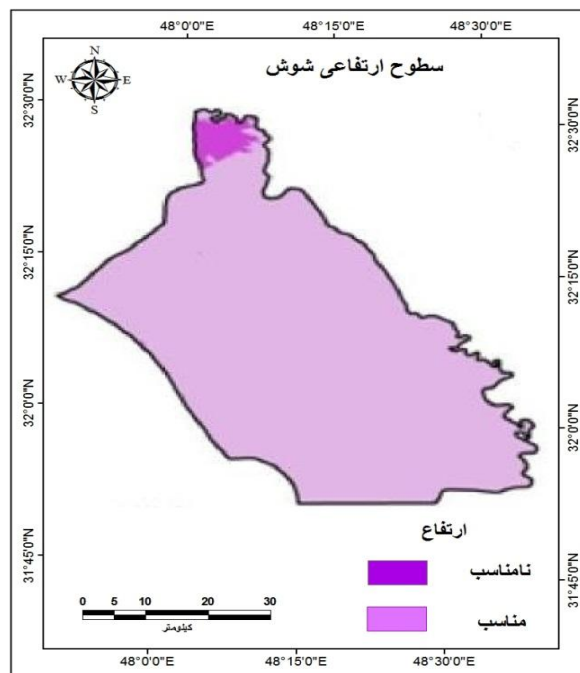 48°0'0"E 48°15'0"E 48°30'0"E
سطوح ارتفاعی شوش
N
W E
S
32°30'0"N 32°30'0"N
32°15'0"N 32°15'0"N
32°0'0"N 32°0'0"N
31°45'0"N 31°45'0"N
ارتفاع
نامناسب
مناسب
0 5 10 20 30
کیلومتر
48°0'0"E 48°15'0"E 48°30'0"E